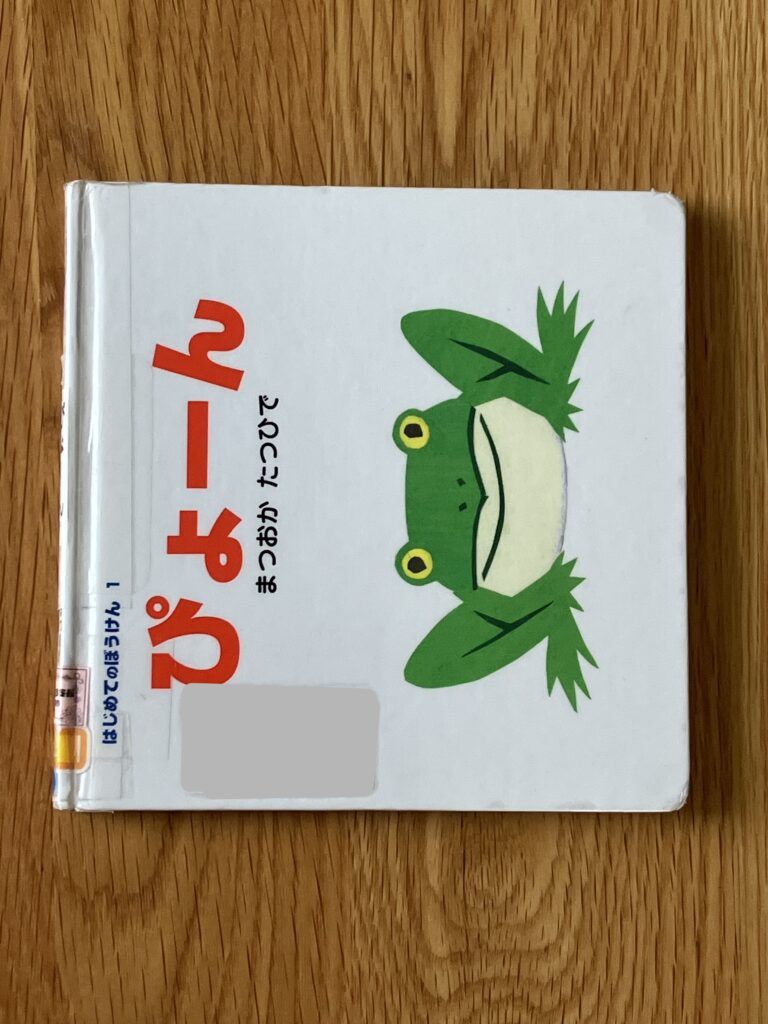 はじめてのぼうけん 1
ぴょーん
まつおか たつひで